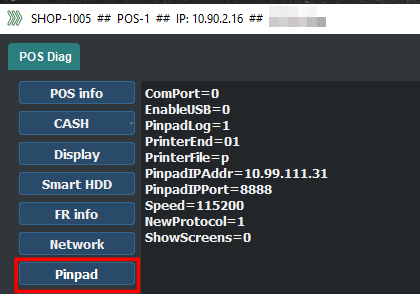 SHOP-1005 ## POS-1 ## IP: 10.90.2.16 ##
POS Diag
POS info
CASH
Display
Smart HDD
FR info
Network
Pinpad
ComPort=0
EnableUSB=0
PinpadLog=1
PrinterEnd=01
PrinterFile=p
PinpadIPAddr=10.99.111.31
PinpadIPPort=8888
Speed=115200
NewProtocol=1
ShowScreens=0